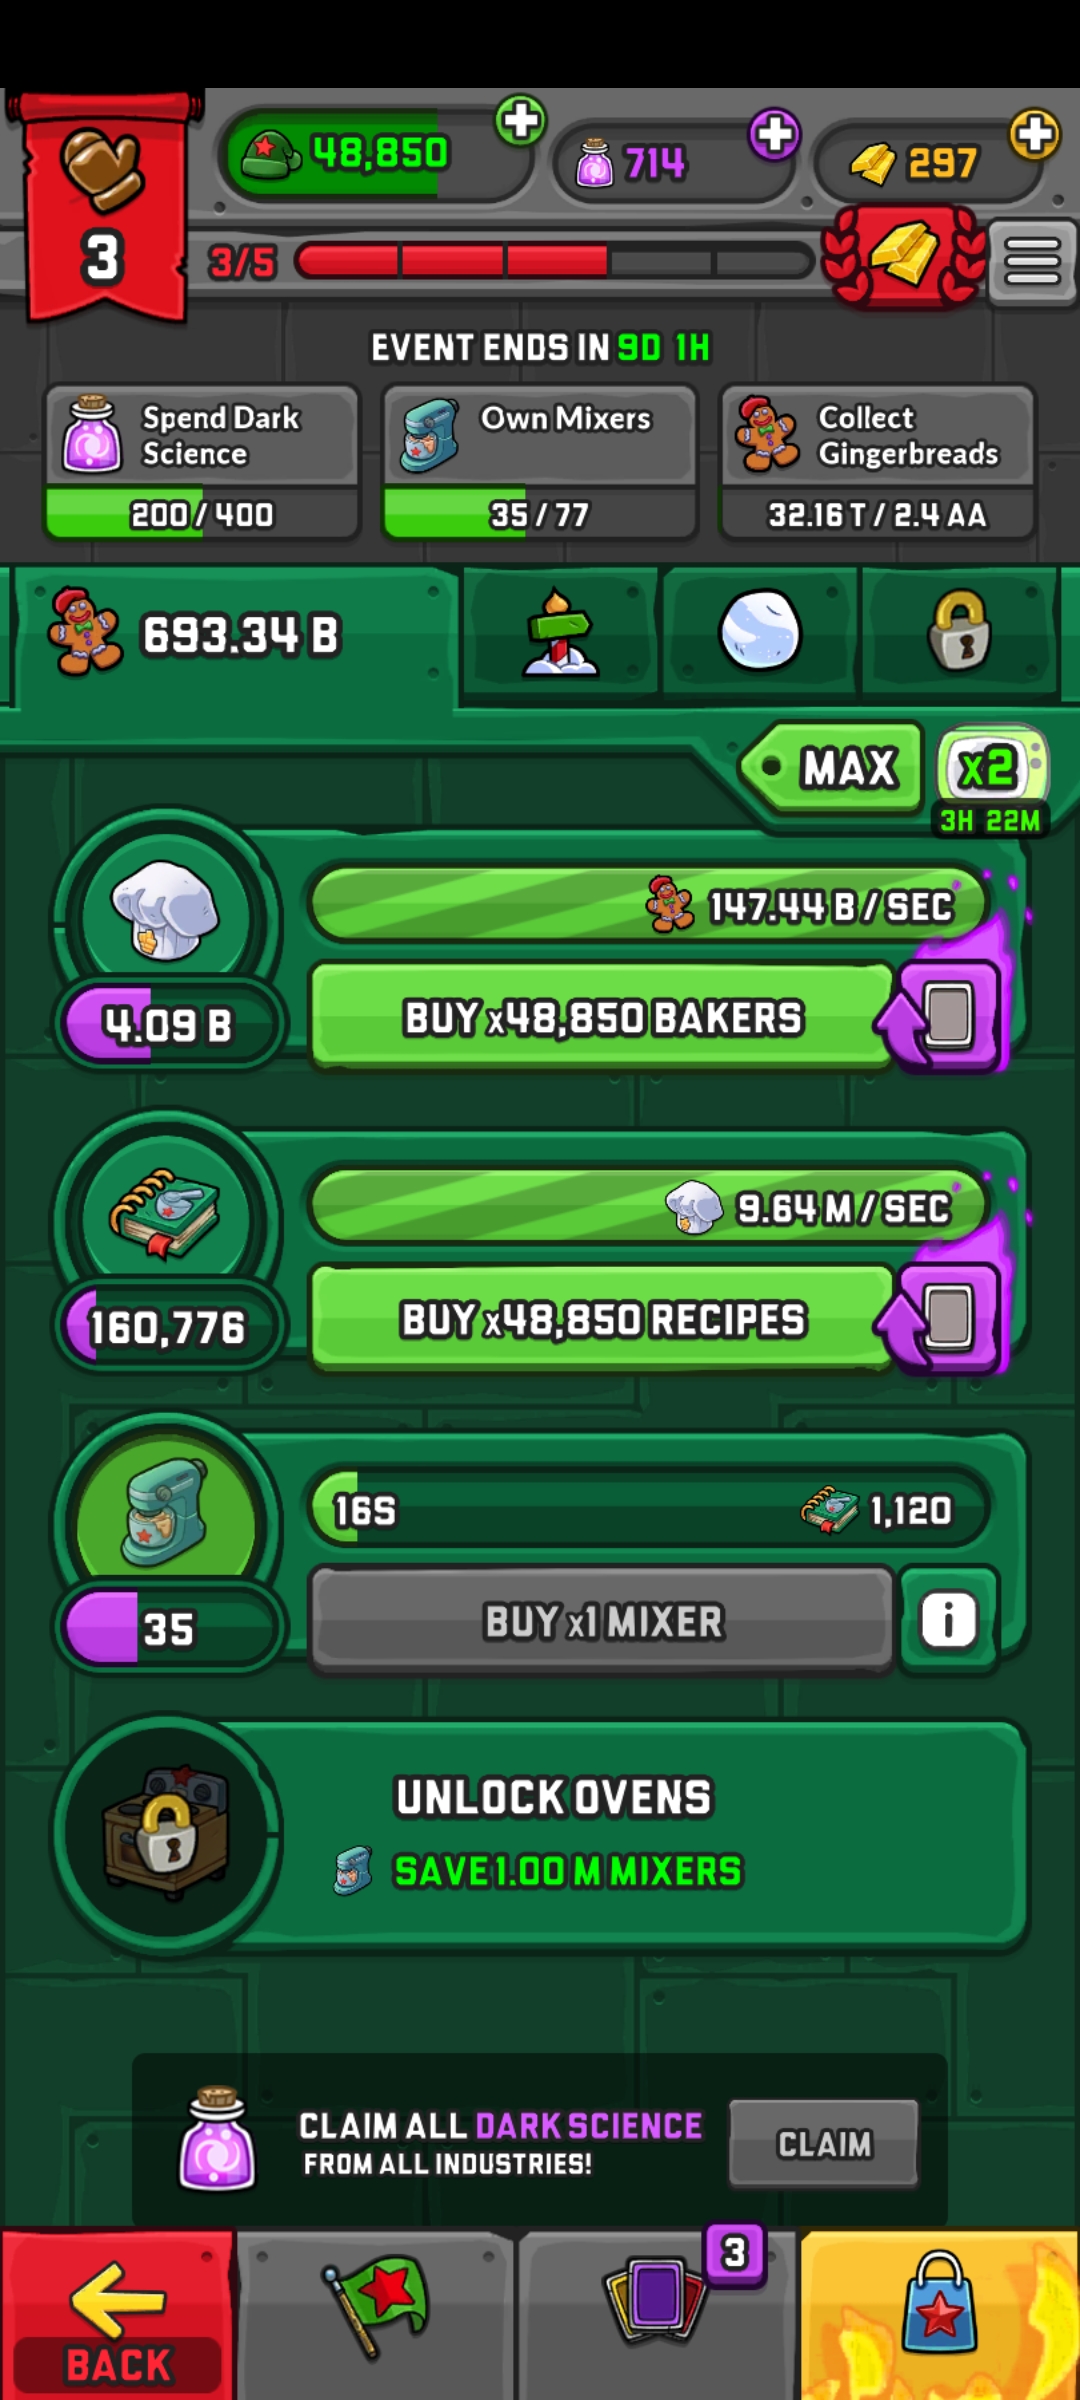 48,850
714
297
3
3/5
EVENT ENDS IN 9D 1H
Spend Dark
Science
200 / 400
Own Mixers
35 / 77
Collect
Gingerbreads
32.16 T / 2.4 AA
693.34 B
MAX
x2
3H 22M
147.44 B / SEC
4.09 B
BUY x48,850 BAKERS
9.64 M / SEC
160,776
BUY x48,850 RECIPES
16S
1,120
35
BUY x1 MIXER
i
UNLOCK OVENS
SAVE 1.00 M MIXERS
CLAIM ALL DARK SCIENCE
FROM ALL INDUSTRIES!
CLAIM
3
BACK